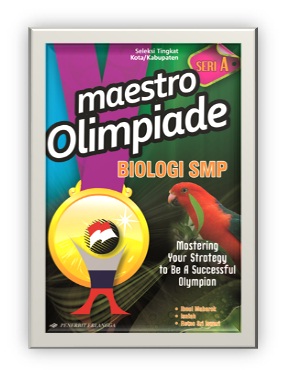 Seleksi Tingkat
Kota/Kabupaten
SERI A
maestro
Olimpiade
BIOLOGI SMP
Mastering
Your Strategy
to Be A Successful
Olympian
PENERBIT ERLANGGA